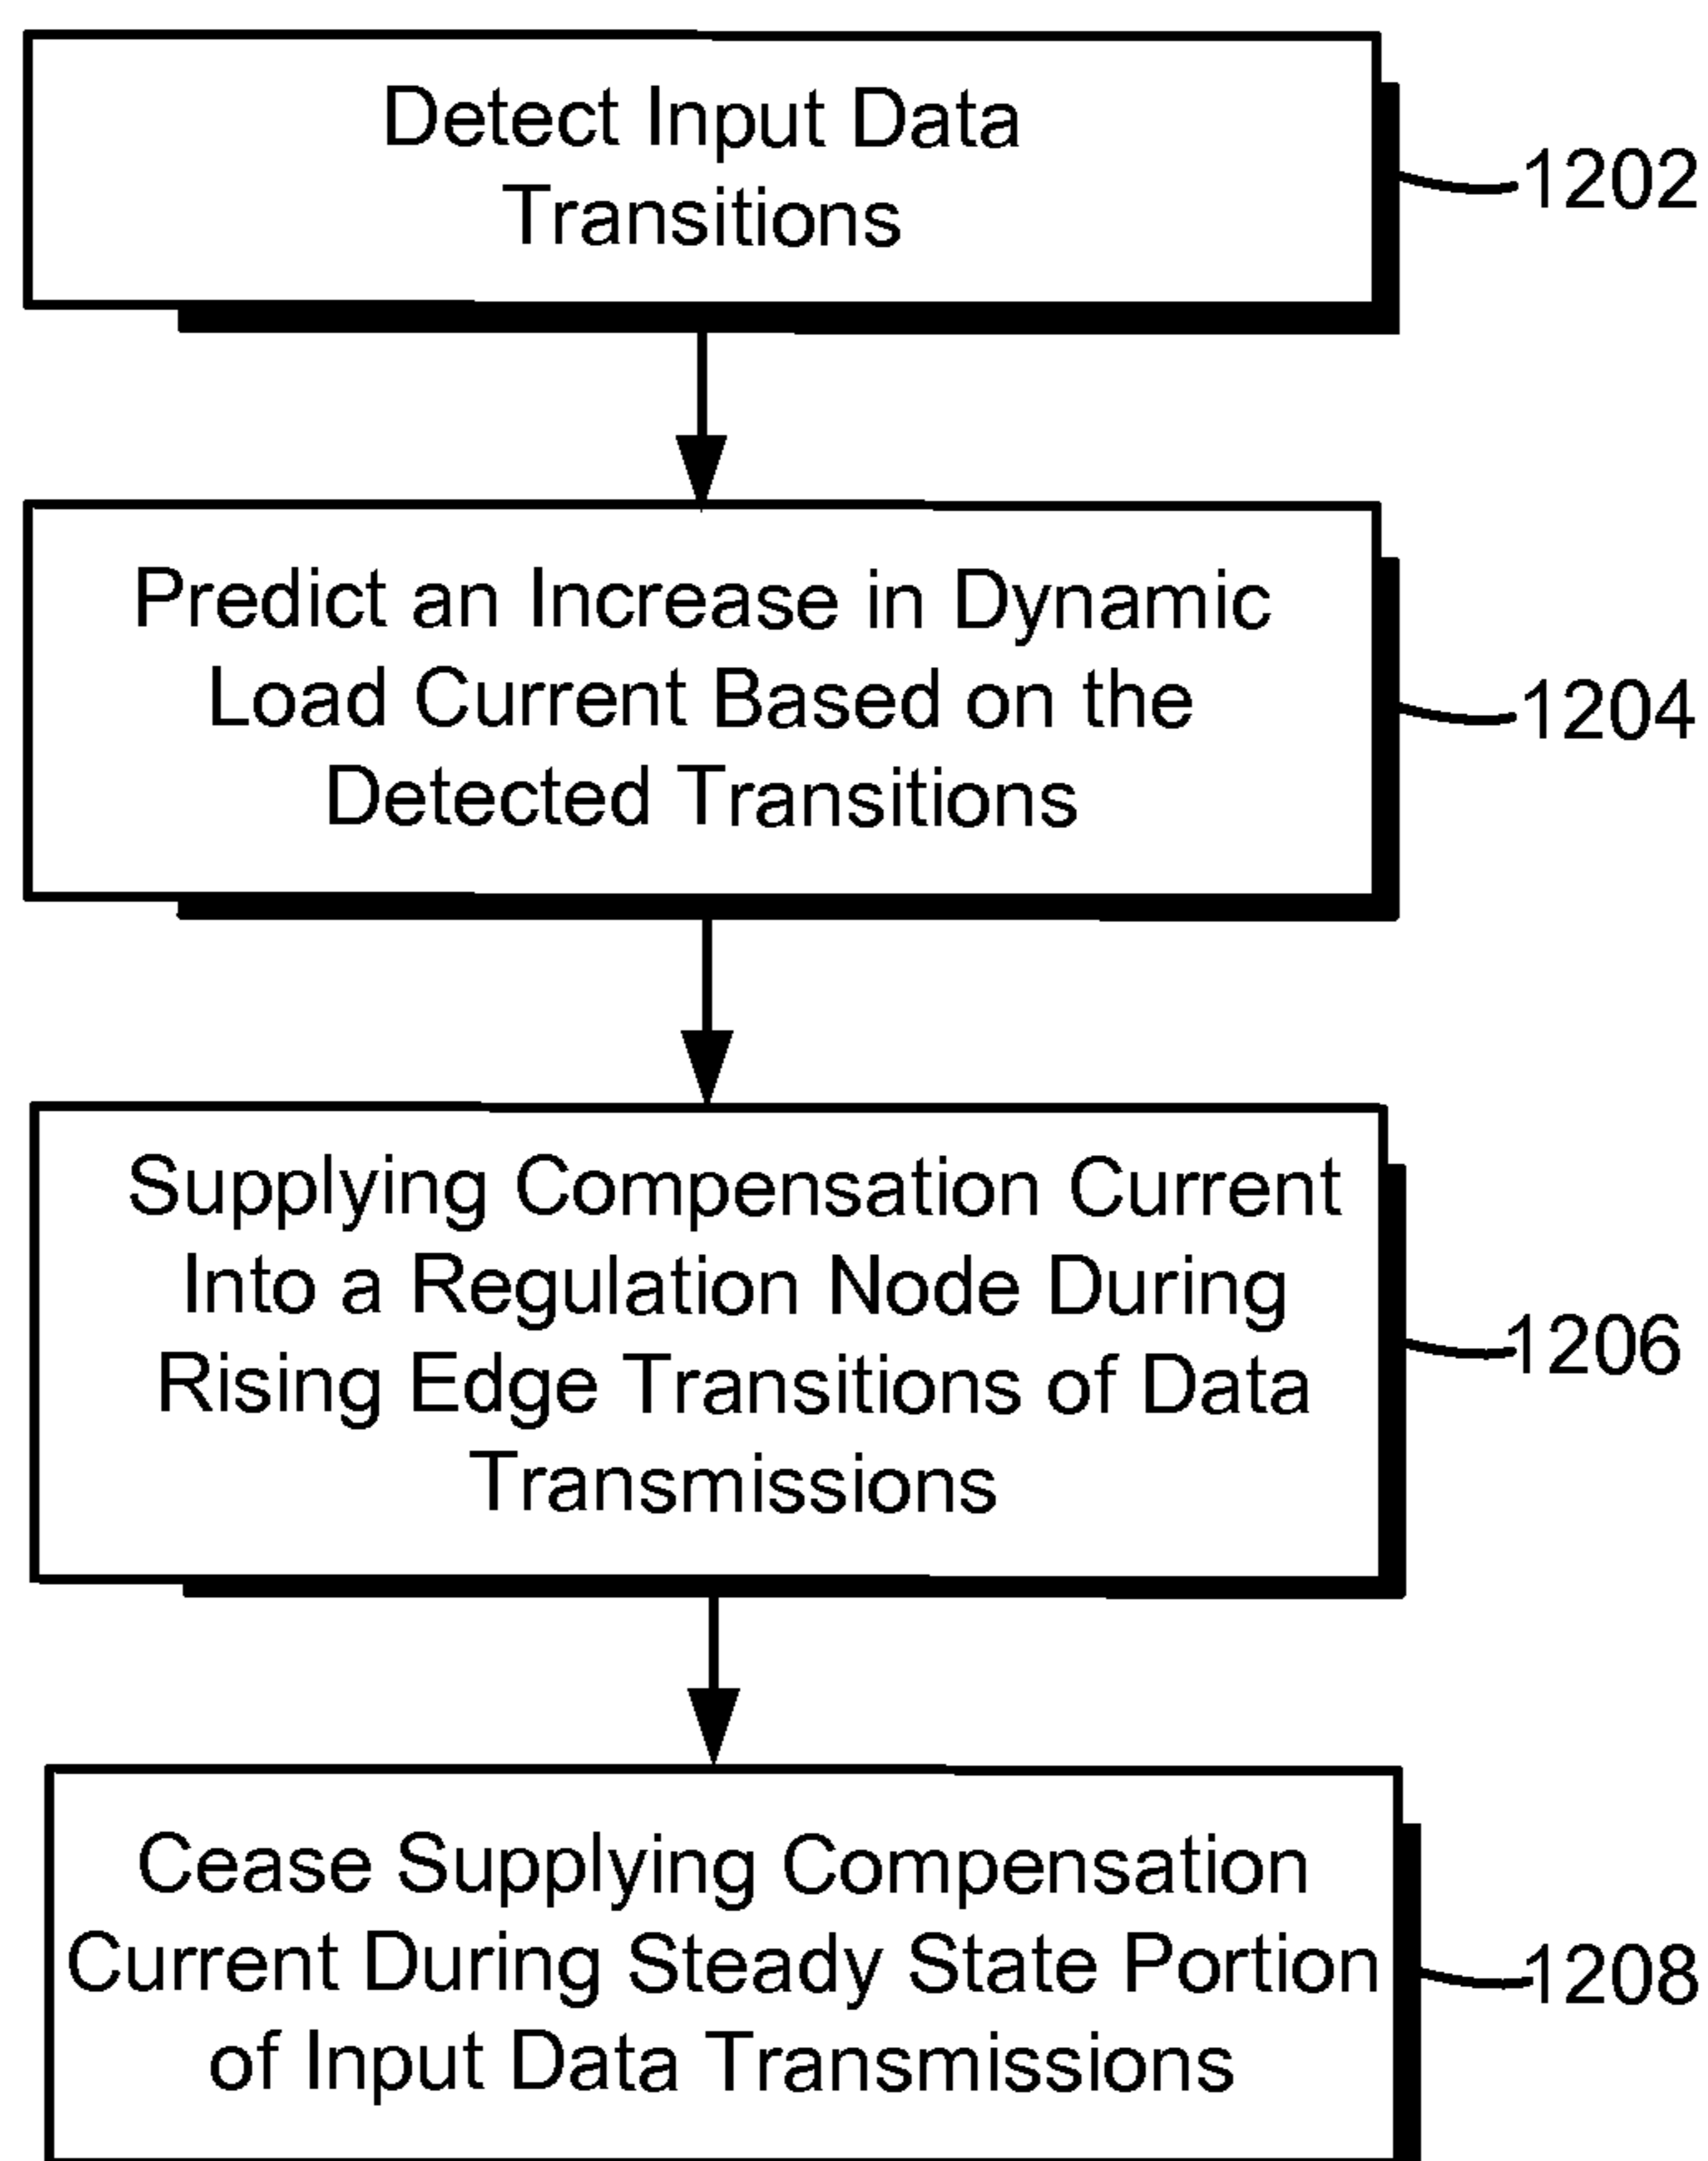 Detect Input Data
Transitions
1202
Predict an Increase in Dynamic
Load Current Based on the
Detected Transitions
1204
Supplying Compensation Current
Into a Regulation Node During
Rising Edge Transitions of Data
Transmissions
1206
Cease Supplying Compensation
Current During Steady State Portion
of Input Data Transmissions
1208